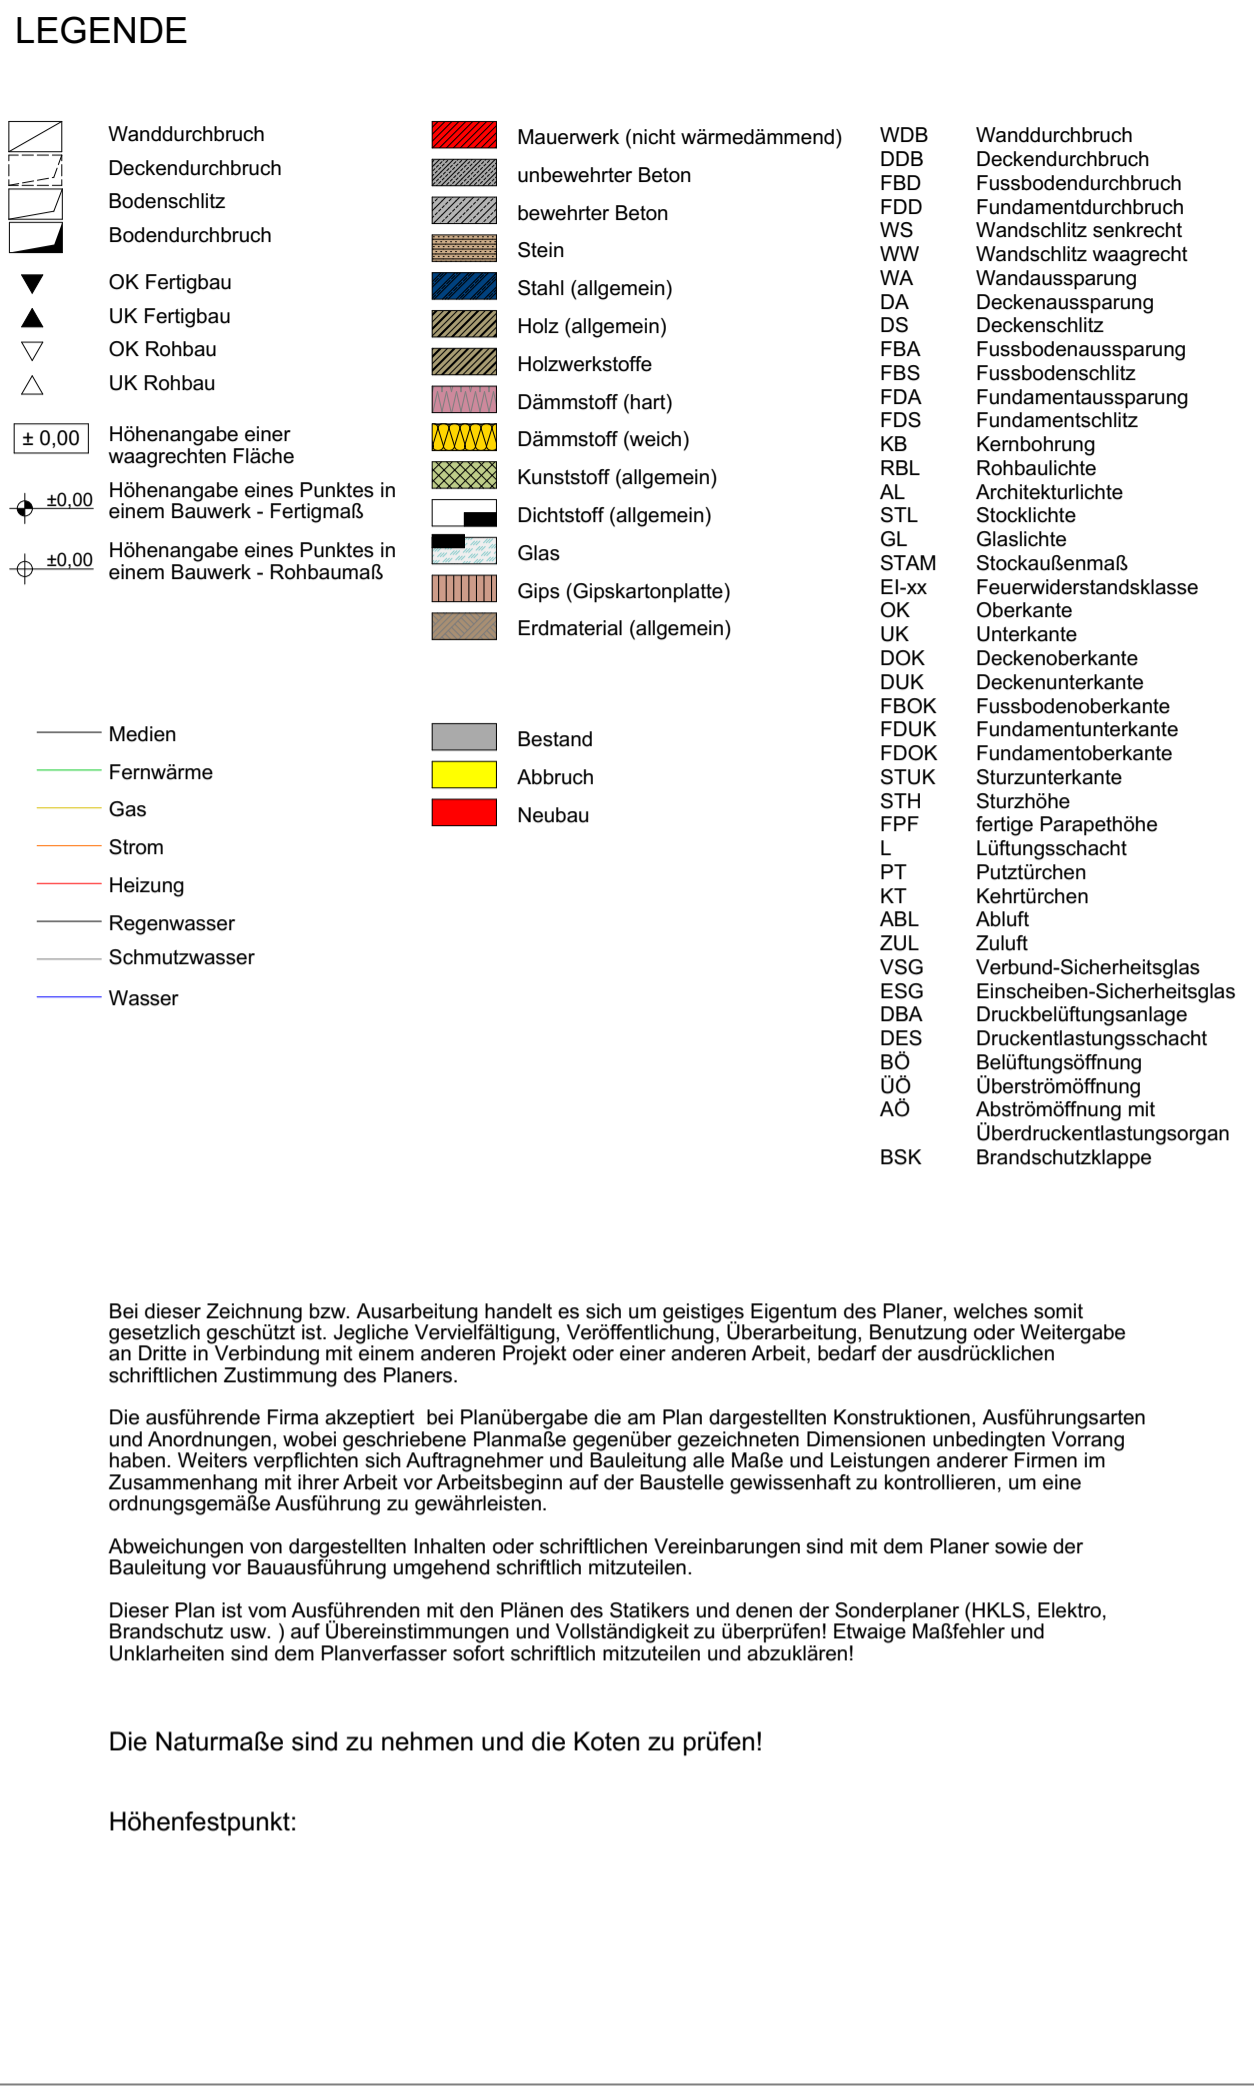 LEGENDE
Wanddurchbruch
Deckendurchbruch
Bodenschlitz
Bodendurchbruch
OK Fertigbau
UK Fertigbau
OK Rohbau
UK Rohbau
± 0,00 Höhenangabe einer
waagrechten Fläche
±0,00 Höhenangabe eines Punktes in
einem Bauwerk - Fertigmaß
±0,00 Höhenangabe eines Punktes in
einem Bauwerk - Rohbaumaß
Medien
Fernwärme
Gas
Strom
Heizung
Regenwasser
Schmutzwasser
Wasser
Mauerwerk (nicht wärmedämmend)
unbewehrter Beton
bewehrter Beton
Stein
Stahl (allgemein)
Holz (allgemein)
Holzwerkstoffe
Dämmstoff (hart)
Dämmstoff (weich)
Kunststoff (allgemein)
Dichtstoff (allgemein)
Glas
Gips (Gipskartonplatte)
Erdmaterial (allgemein)
Bestand
Abbruch
Neubau
WDB Wanddurchbruch
DDB Deckendurchbruch
FBD Fussbodendurchbruch
FDD Fundamentdurchbruch
WS Wandschlitz senkrecht
WW Wandschlitz waagrecht
WA Wandaussparung
DA Deckenaussparung
DS Deckenschlitz
FBA Fussbodenaussparung
FBS Fussbodenschlitz
FDA Fundamentaussparung
FDS Fundamentschlitz
KB Kernbohrung
RBL Rohbaulichte
AL Architekturlichte
STL Stocklichte
GL Glaslichte
STAM Stockaußenmaß
EI-xx Feuerwiderstandsklasse
OK Oberkante
UK Unterkante
DOK Deckenoberkante
DUK Deckenunterkante
FBOK Fussbodenoberkante
FDUK Fundamentunterkante
FDOK Fundamentoberkante
STUK Sturzunterkante
STH Sturzhöhe
FPF fertige Parapethöhe
L Lüftungsschacht
PT Putztürchen
KT Kehrtürchen
ABL Abluft
ZUL Zuluft
VSG Verbund-Sicherheitsglas
ESG Einscheiben-Sicherheitsglas
DBA Druckbelüftungsanlage
DES Druckentlastungsschacht
BÖ Belüftungsöffnung
ÜÖ Überströmöffnung
AÖ Abströmöffnung mit
Überdruckentlastungsorgan
BSK Brandschutzklappe
Bei dieser Zeichnung bzw. Ausarbeitung handelt es sich um geistiges Eigentum des Planer, welches somit
gesetzlich geschützt ist. Jegliche Vervielfältigung, Veröffentlichung, Überarbeitung, Benutzung oder Weitergabe
an Dritte in Verbindung mit einem anderen Projekt oder einer anderen Arbeit, bedarf der ausdrücklichen
schriftlichen Zustimmung des Planers.
Die ausführende Firma akzeptiert  bei Planübergabe die am Plan dargestellten Konstruktionen, Ausführungsarten
und Anordnungen, wobei geschriebene Planmaße gegenüber gezeichneten Dimensionen unbedingten Vorrang
haben. Weiters verpflichten sich Auftragnehmer und Bauleitung alle Maße und Leistungen anderer Firmen im
Zusammenhang mit ihrer Arbeit vor Arbeitsbeginn auf der Baustelle gewissenhaft zu kontrollieren, um eine
ordnungsgemäße Ausführung zu gewährleisten.
Abweichungen von dargestellten Inhalten oder schriftlichen Vereinbarungen sind mit dem Planer sowie der
Bauleitung vor Bauausführung umgehend schriftlich mitzuteilen.
Dieser Plan ist vom Ausführenden mit den Plänen des Statikers und denen der Sonderplaner (HKLS, Elektro,
Brandschutz usw. ) auf Übereinstimmungen und Vollständigkeit zu überprüfen! Etwaige Maßfehler und
Unklarheiten sind dem Planverfasser sofort schriftlich mitzuteilen und abzuklären!
Die Naturmaße sind zu nehmen und die Koten zu prüfen!
Höhenfestpunkt: